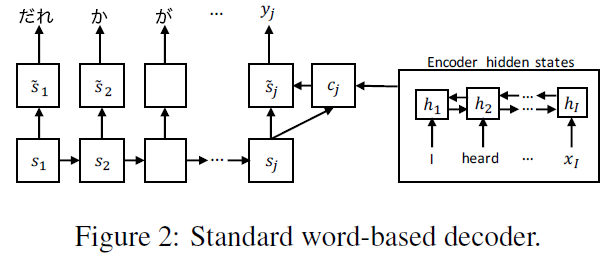 だれ か が ... y_j
s̃_1 s̃_2 s̃_j c_j
Encoder hidden states
h_1 h_2 ... ... h_I
s_1 s_2 ... s_j
I heard ... x_I
Figure 2: Standard word-based decoder.